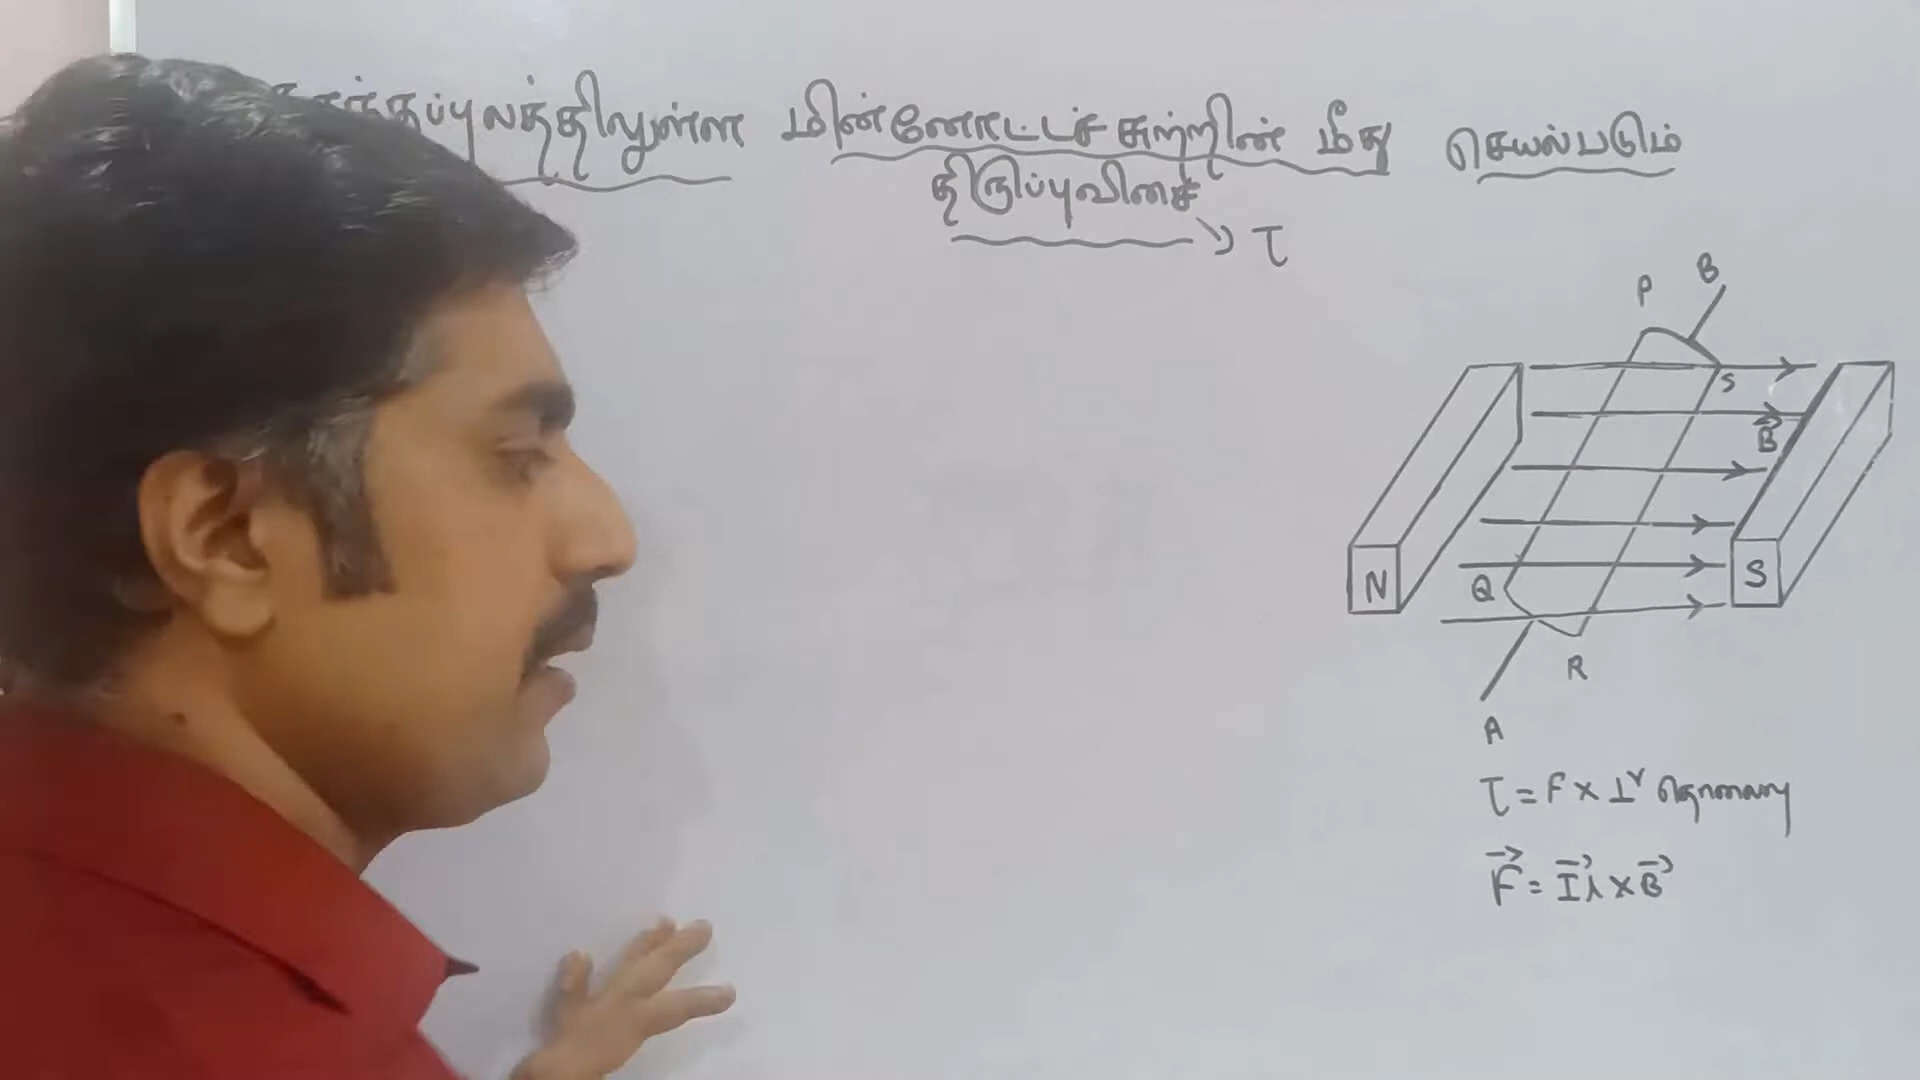 மின்னோட்டச்சுற்றின் மீது செயல்படும்
திருப்புவிசை
τ
P B
S
B⃗
N Q S
R
A
τ = F x ⊥r தொலைவு
F⃗ = I⃗l x B⃗